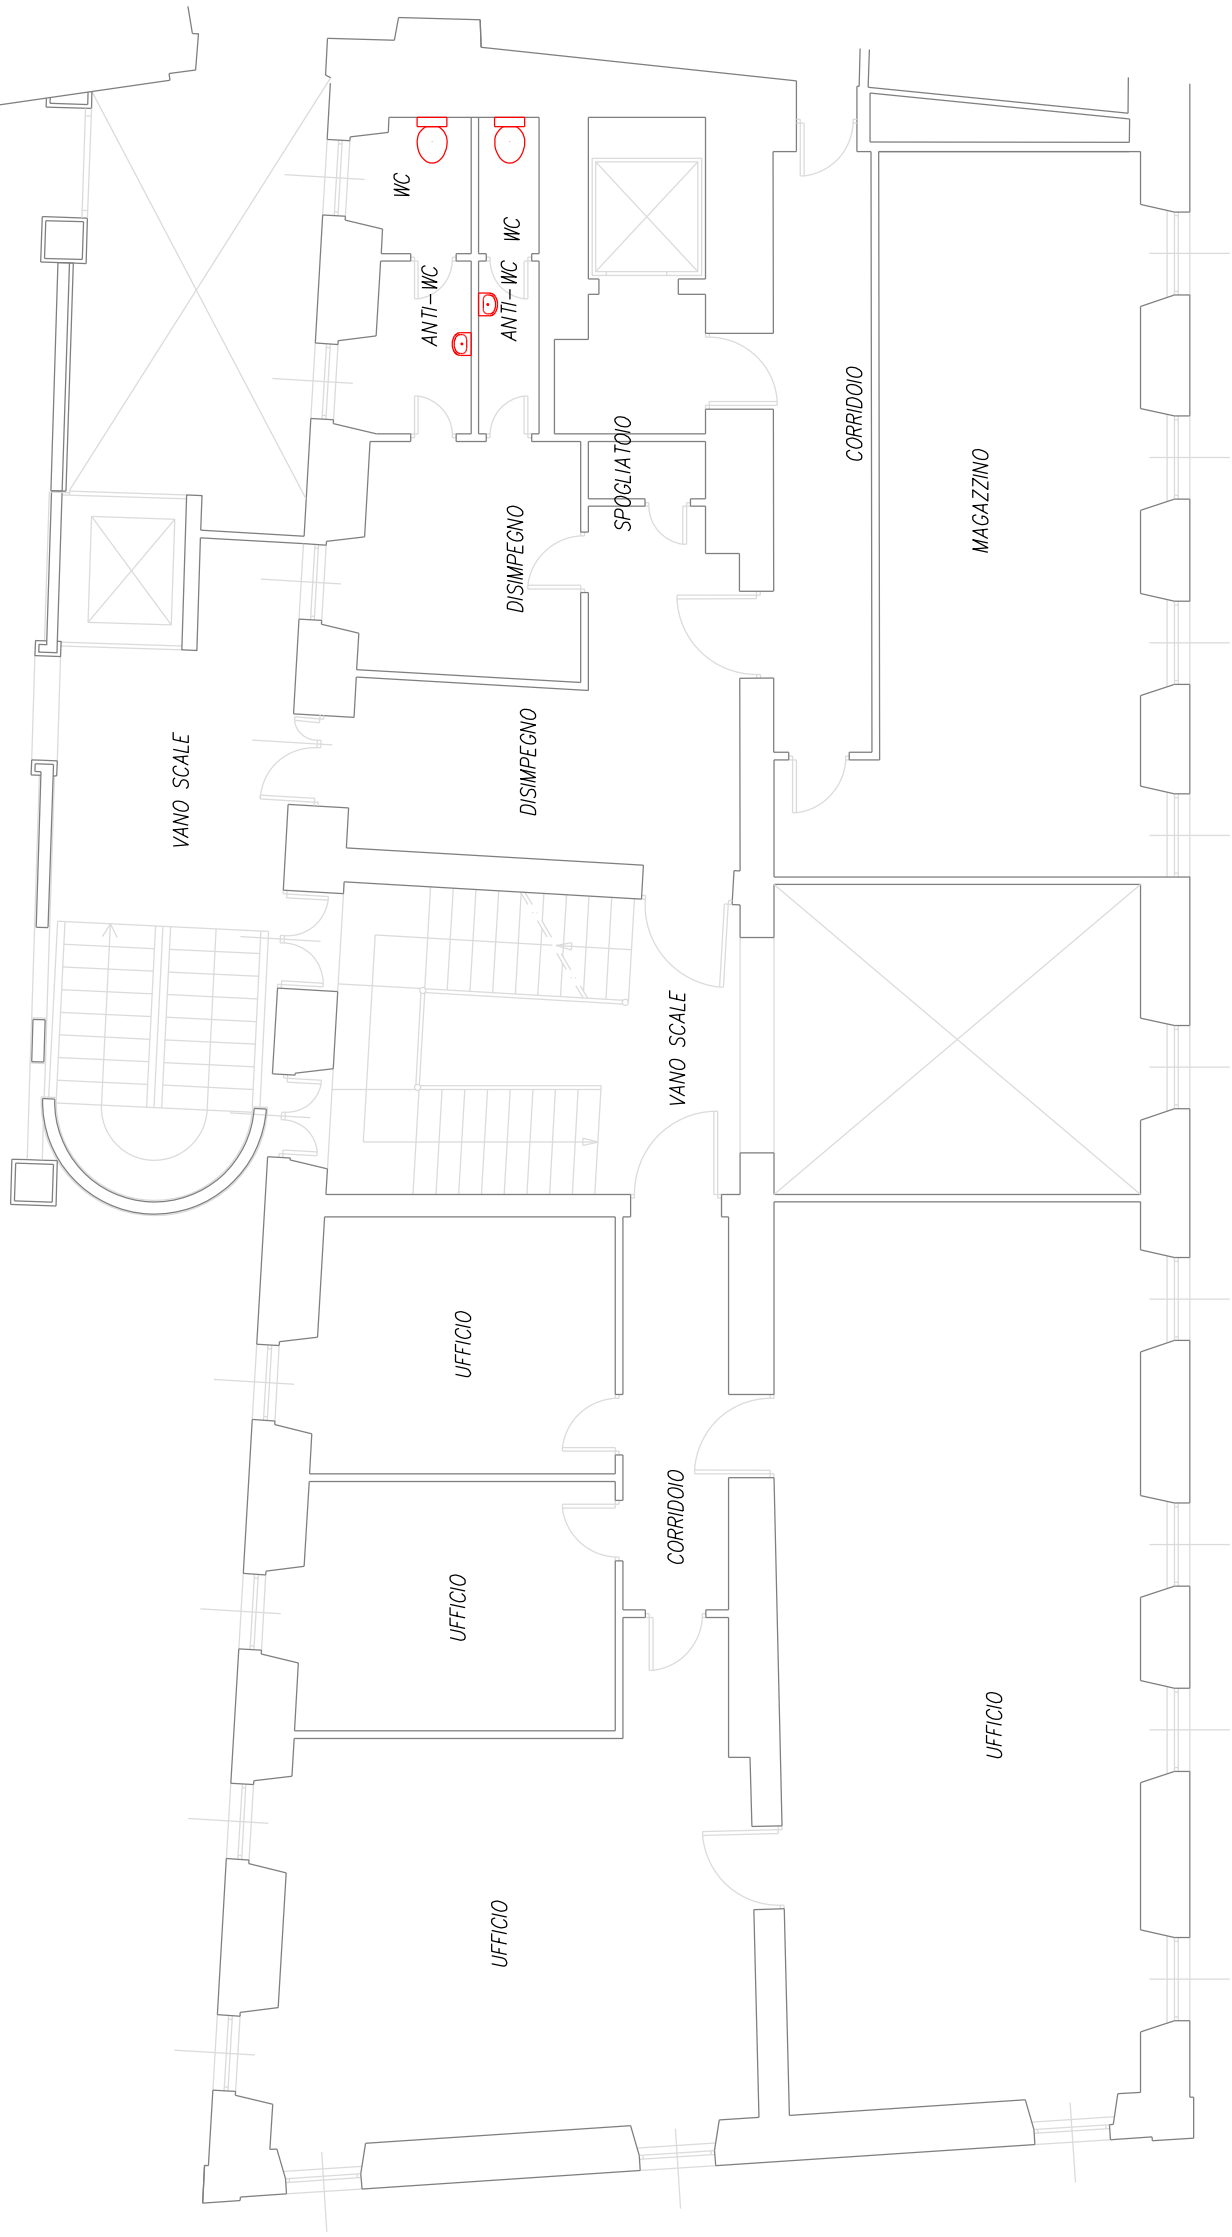 WC
WC
ANTI-WC
ANTI-WC
CORRIDOIO
SPOGLIATOIO
MAGAZZINO
DISIMPEGNO
DISIMPEGNO
VANO SCALE
VANO SCALE
UFFICIO
CORRIDOIO
UFFICIO
UFFICIO
UFFICIO